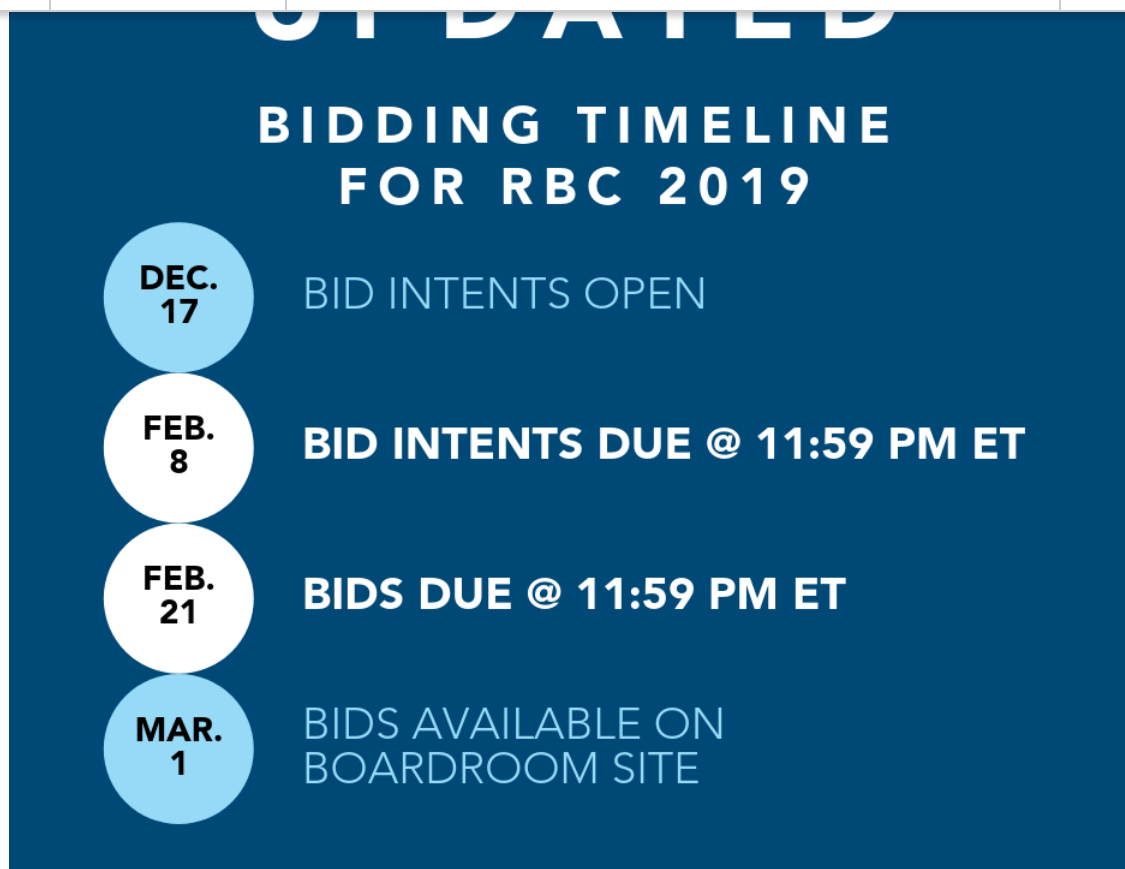 UPDATED
BIDDING TIMELINE
FOR RBC 2019
DEC.
17
BID INTENTS OPEN
FEB.
8
BID INTENTS DUE @ 11:59 PM ET
FEB.
21
BIDS DUE @ 11:59 PM ET
MAR.
1
BIDS AVAILABLE ON
BOARDROOM SITE